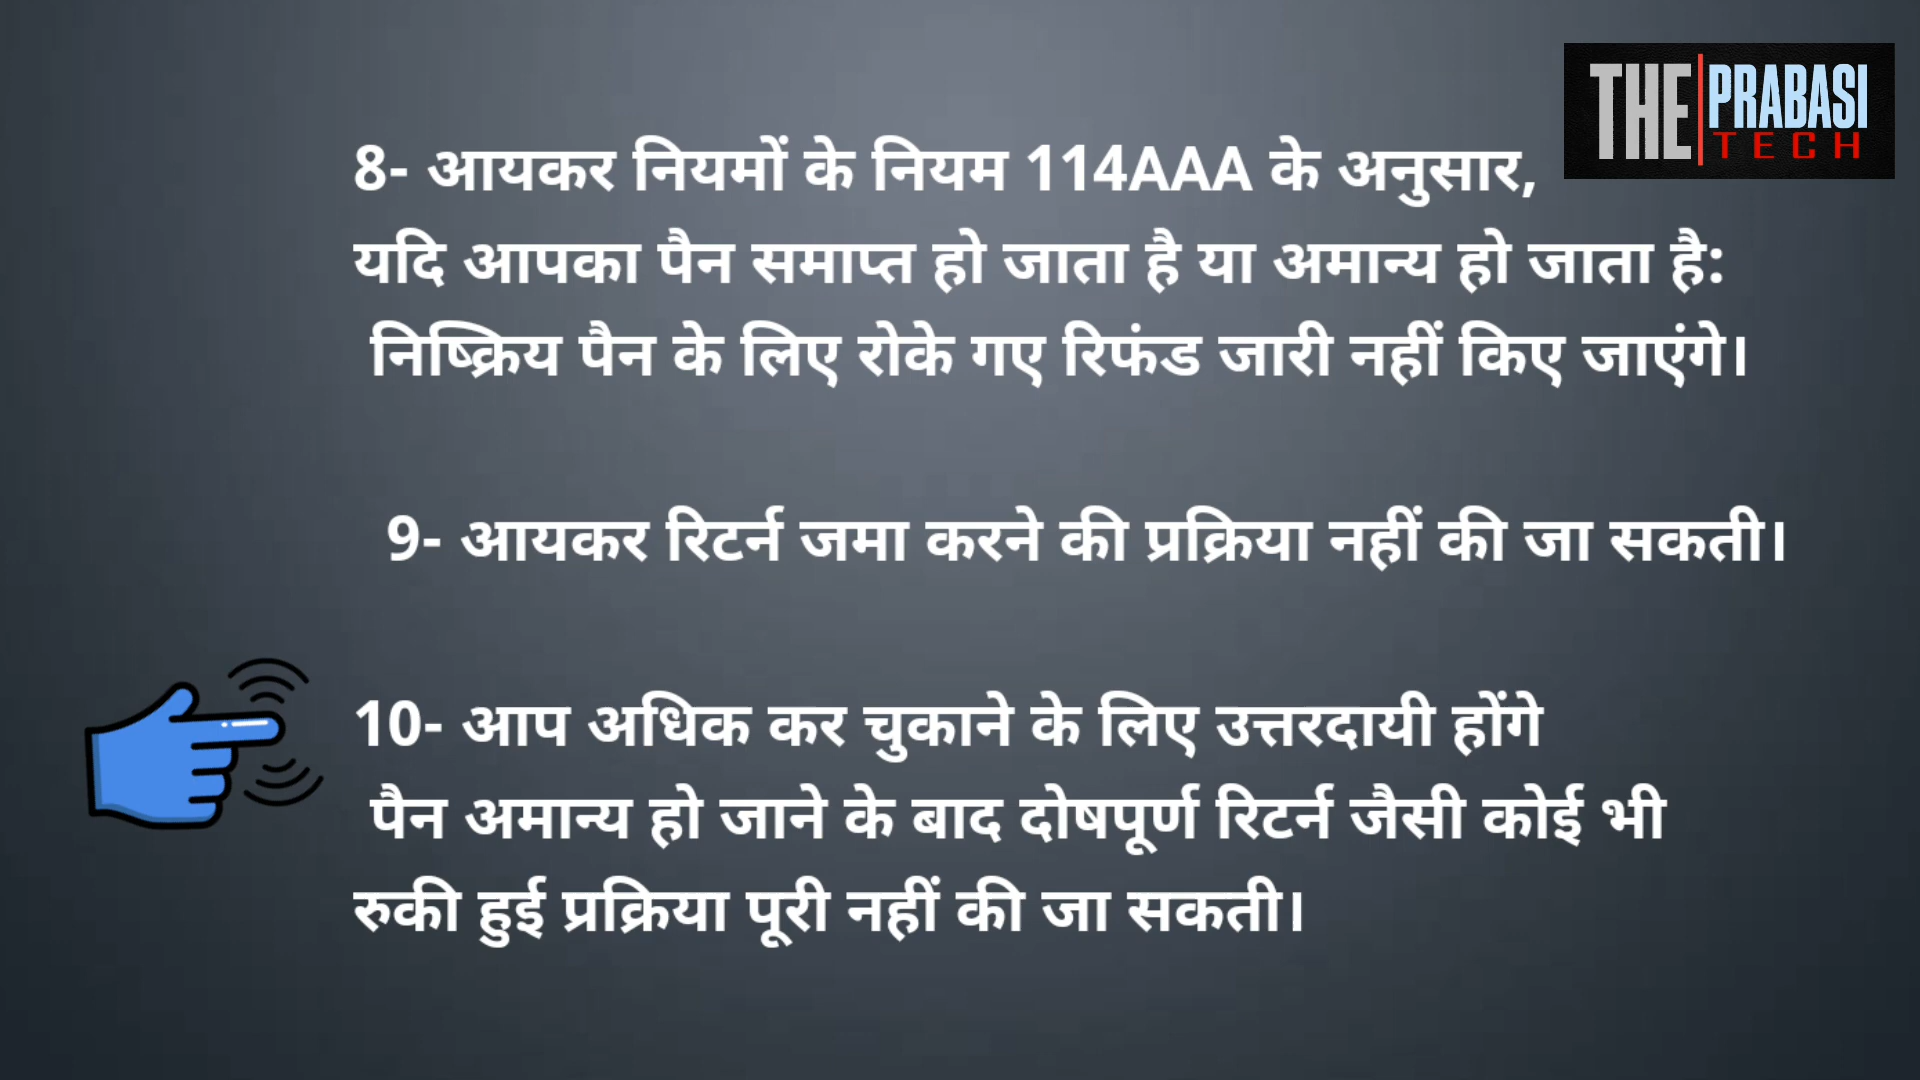 THE PRABASI
TECH
8- आयकर नियमों के नियम 114AAA के अनुसार,
यदि आपका पैन समाप्त हो जाता है या अमान्य हो जाता है:
निष्क्रिय पैन के लिए रोके गए रिफंड जारी नहीं किए जाएंगे।
9- आयकर रिटर्न जमा करने की प्रक्रिया नहीं की जा सकती।
10- आप अधिक कर चुकाने के लिए उत्तरदायी होंगे
पैन अमान्य हो जाने के बाद दोषपूर्ण रिटर्न जैसी कोई भी
रुकी हुई प्रक्रिया पूरी नहीं की जा सकती।